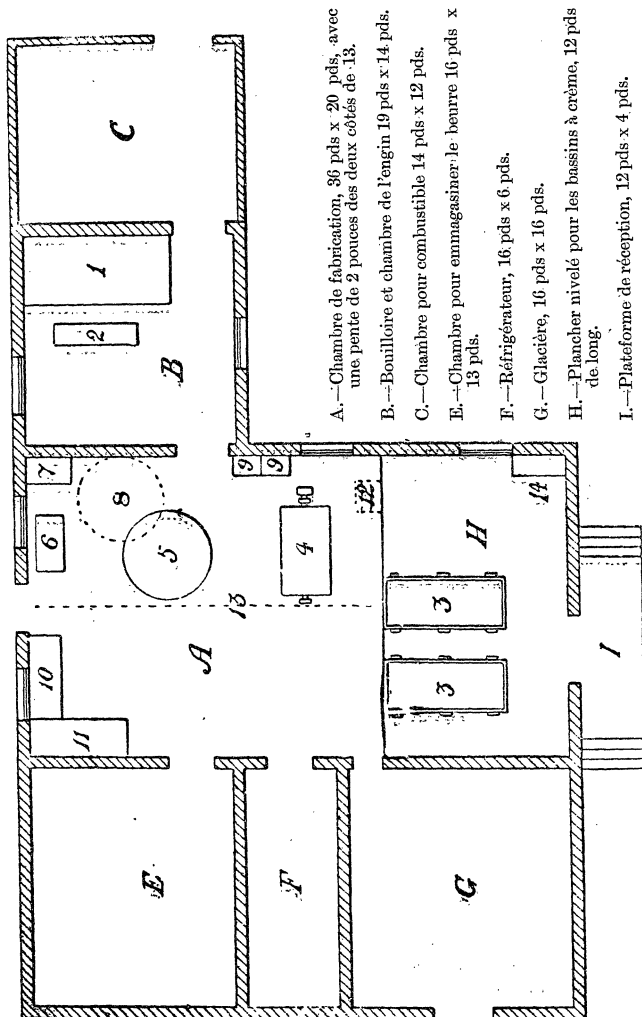 G
F
E
11
I
3
A
10
3
13
4
5
6
H
12
8
14
9
9
7
B
2
1
C
A.—Chambre de fabrication, 36 pds x 20 pds, avec
une pente de 2 pouces des deux côtés de 13.
B.—Bouilloire et chambre de l'engin 19 pds x 14 pds.
C.—Chambre pour combustible 14 pds x 12 pds.
E.—Chambre pour emmagasiner le beurre 16 pds x
13 pds.
F.—Réfrigérateur, 16 pds x 6 pds.
G.—Glacière, 16 pds x 16 pds.
H.—Plancher nivelé pour les bassins à crème, 12 pds
de long.
I.—Plateforme de réception, 12 pds x 4 pds.